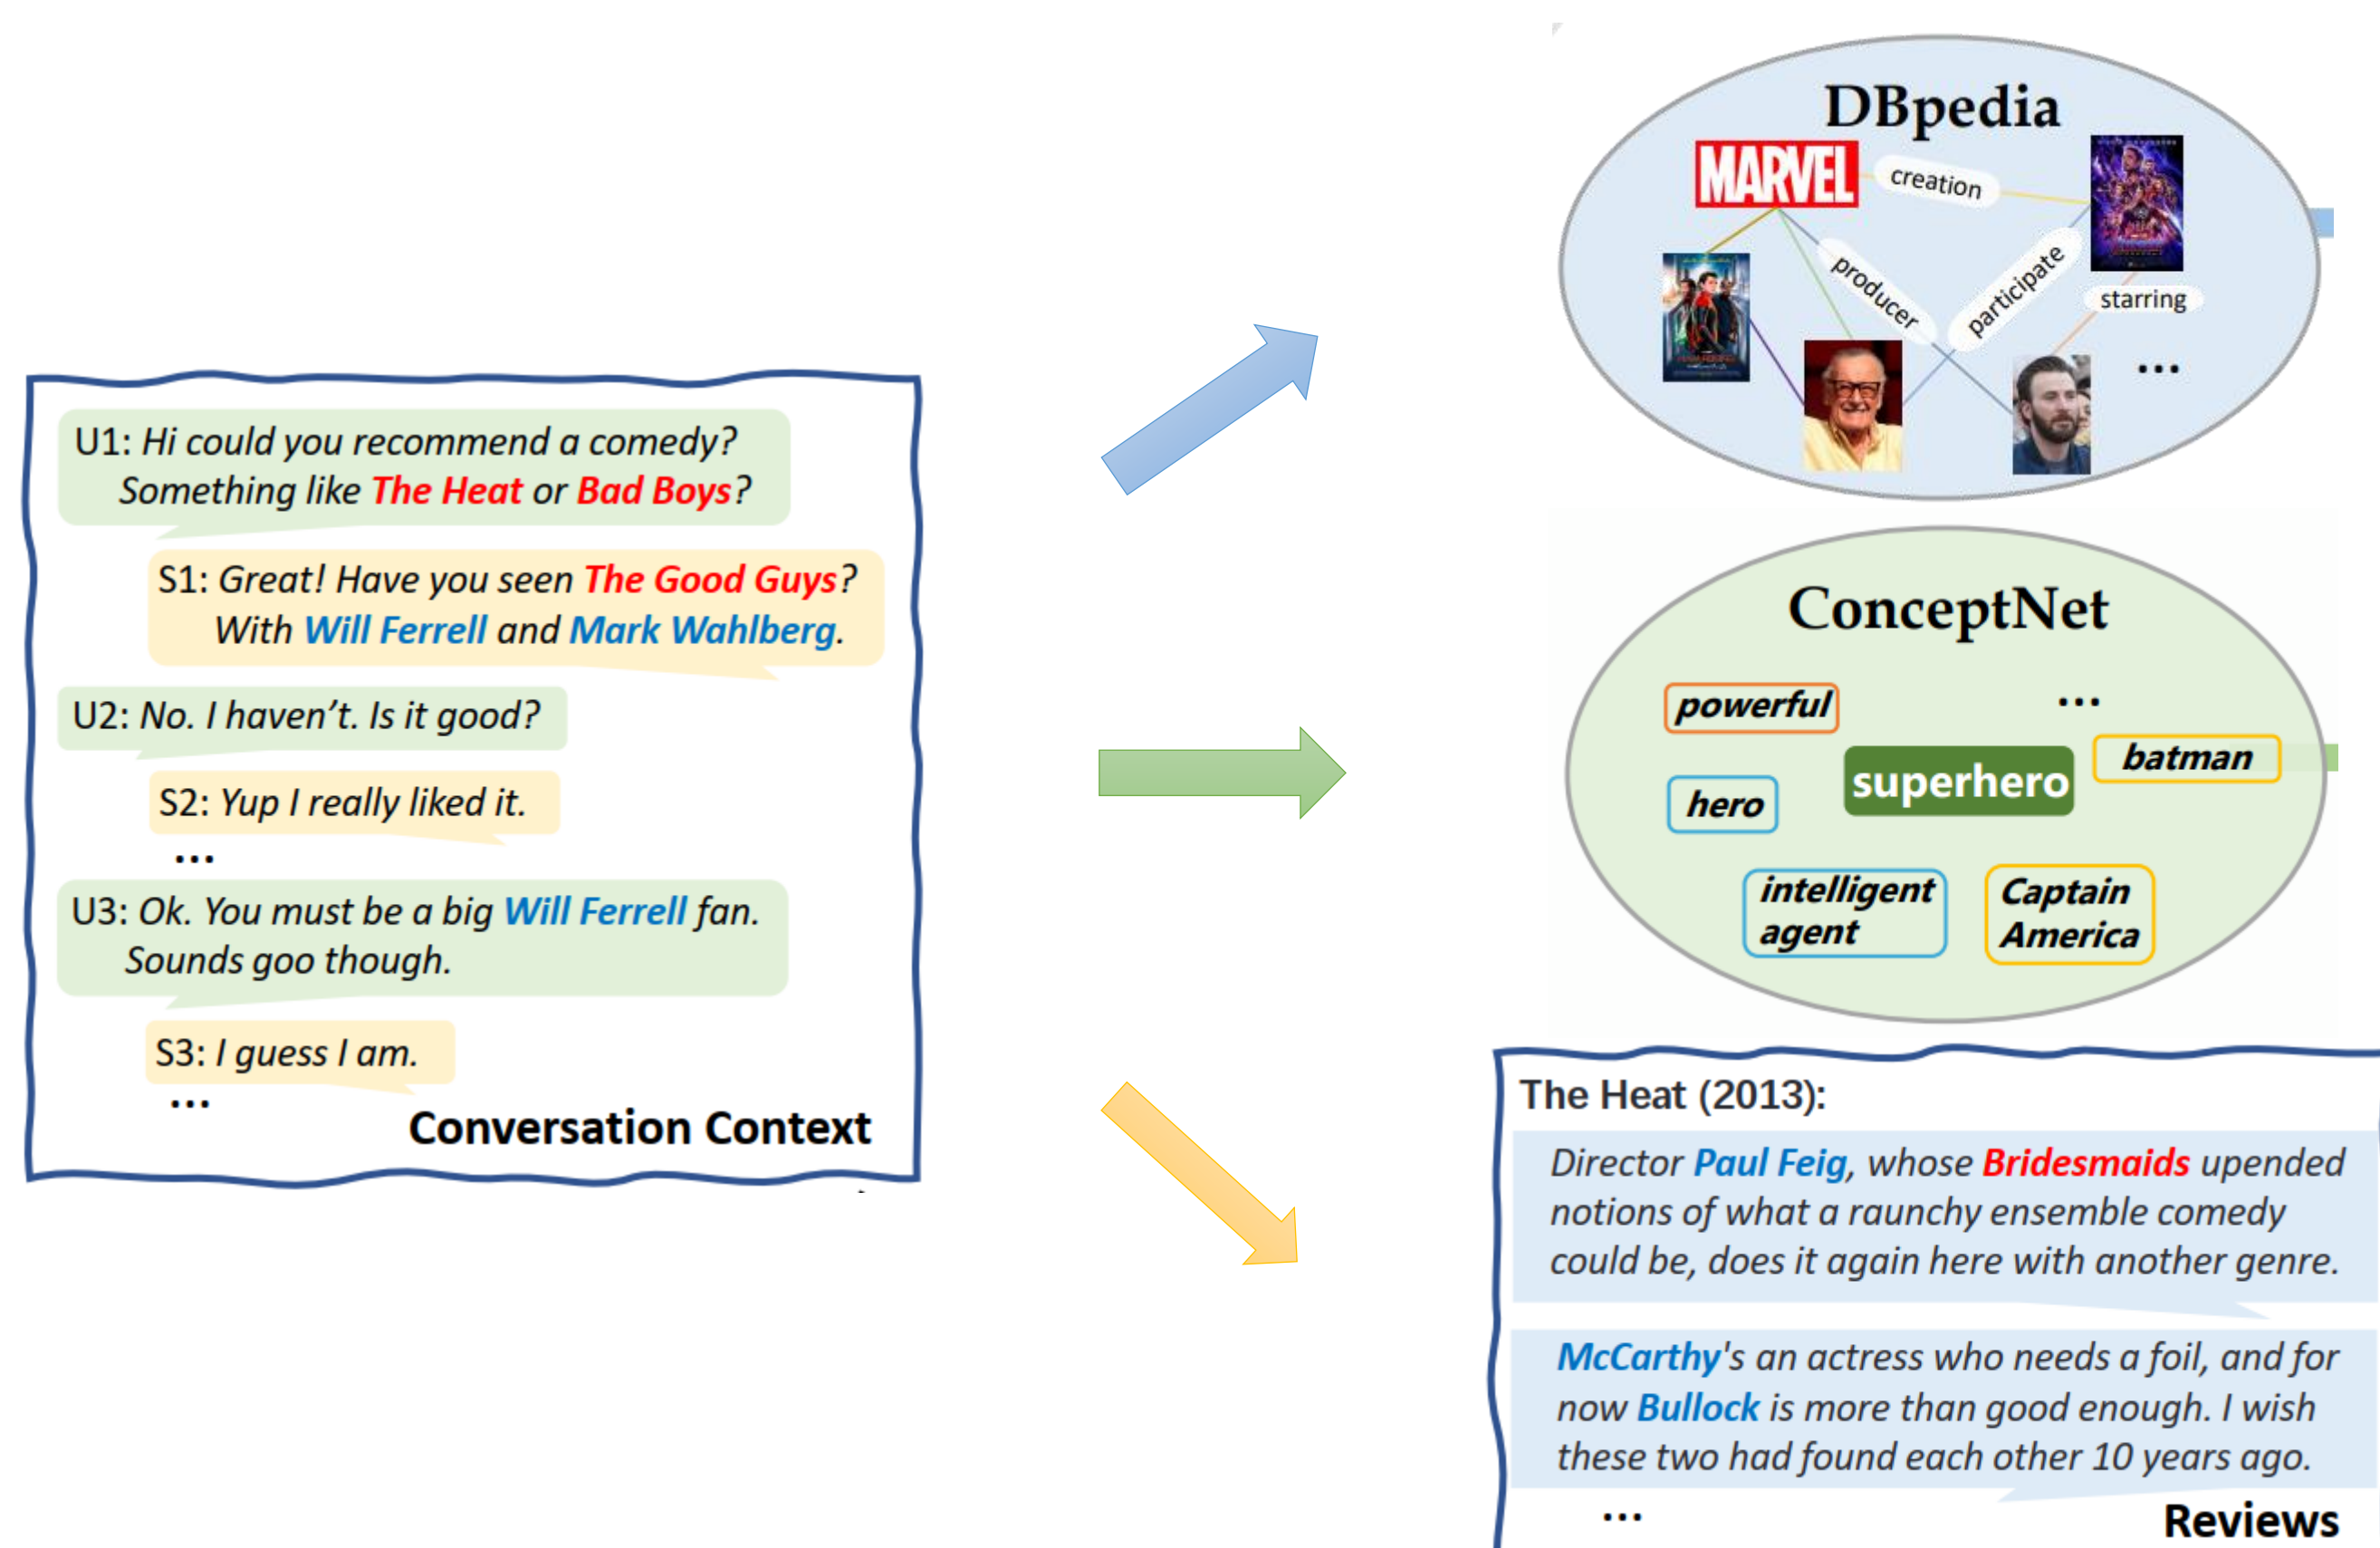 U1: Hi could you recommend a comedy?
Something like The Heat or Bad Boys?
S1: Great! Have you seen The Good Guys?
With Will Ferrell and Mark Wahlberg.
U2: No. I haven't. Is it good?
S2: Yup I really liked it.
...
U3: Ok. You must be a big Will Ferrell fan.
Sounds goo though.
S3: I guess I am.
...
Conversation Context
DBpedia
MARVEL
creation
producer
participate
starring
...
ConceptNet
powerful
...
superhero
batman
hero
intelligent
agent
Captain
America
The Heat (2013):
Director Paul Feig, whose Bridesmaids upended
notions of what a raunchy ensemble comedy
could be, does it again here with another genre.
McCarthy's an actress who needs a foil, and for
now Bullock is more than good enough. I wish
these two had found each other 10 years ago.
...
Reviews